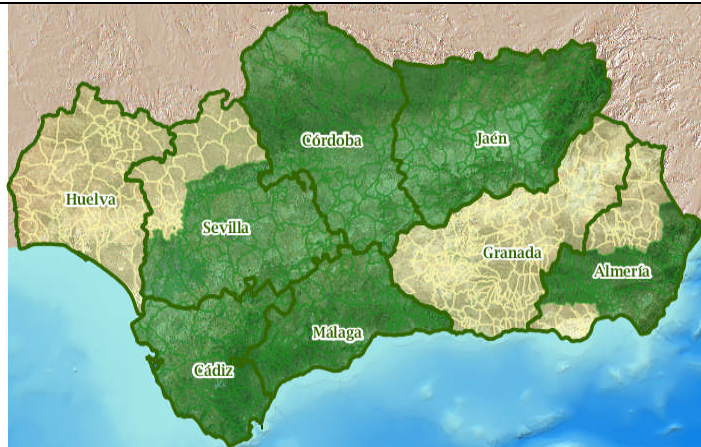 Córdoba
Jaén
Huelva
Sevilla
Granada
Almería
Málaga
Cádiz